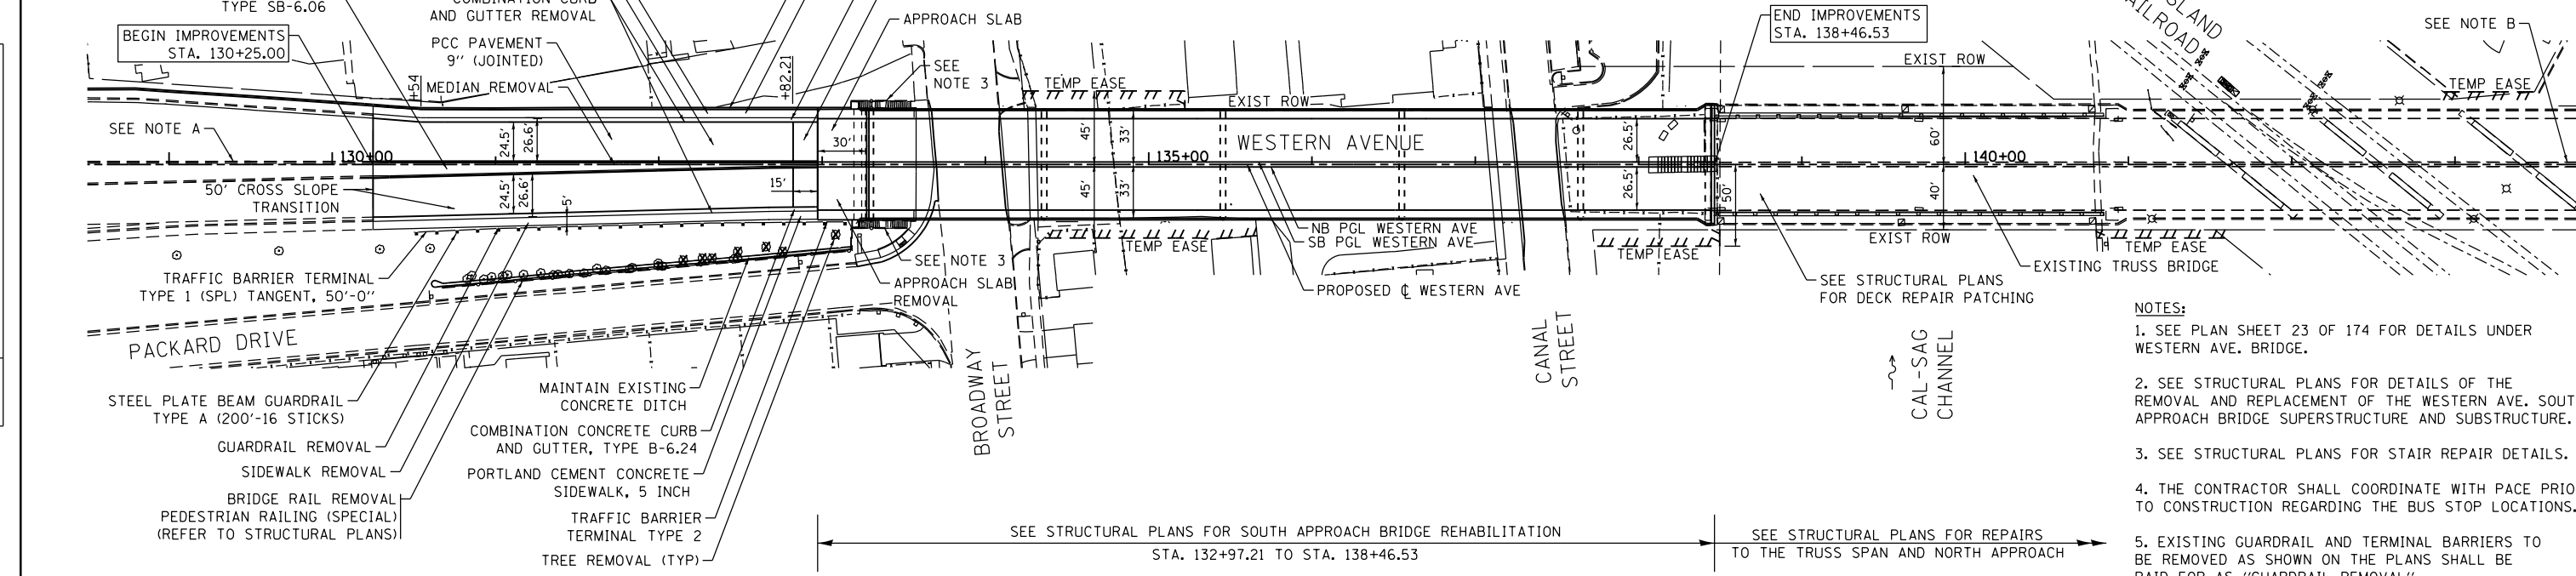 TYPE SB-6.06
COMBINATION CURB
AND GUTTER REMOVAL
BEGIN IMPROVEMENTS
STA. 130+25.00
PCC PAVEMENT
9" (JOINTED)
MEDIAN REMOVAL
+54
+82.21
APPROACH SLAB
SEE
NOTE 3
TEMP EASE
EXIST ROW
END IMPROVEMENTS
STA. 138+46.53
EXIST ROW
ISLAND
RAILROAD
SEE NOTE B
TEMP EASE
SEE NOTE A
24.5'
26.6'
30'
45'
33'
WESTERN AVENUE
26.5'
60'
130+00
135+00
140+00
50' CROSS SLOPE
TRANSITION
24.5'
26.6'
5'
15'
45'
33'
26.5'
50'
40'
NB PGL WESTERN AVE
SB PGL WESTERN AVE
TEMP EASE
TEMP EASE
EXIST ROW
TEMP EASE
SEE NOTE 3
EXISTING TRUSS BRIDGE
TRAFFIC BARRIER TERMINAL
TYPE 1 (SPL) TANGENT, 50'-0"
APPROACH SLAB
REMOVAL
PROPOSED ℄ WESTERN AVE
SEE STRUCTURAL PLANS
FOR DECK REPAIR PATCHING
PACKARD DRIVE
BROADWAY
STREET
CANAL
STREET
CAL-SAG
CHANNEL
STEEL PLATE BEAM GUARDRAIL
TYPE A (200'-16 STICKS)
GUARDRAIL REMOVAL
SIDEWALK REMOVAL
BRIDGE RAIL REMOVAL
PEDESTRIAN RAILING (SPECIAL)
(REFER TO STRUCTURAL PLANS)
MAINTAIN EXISTING
CONCRETE DITCH
COMBINATION CONCRETE CURB
AND GUTTER, TYPE B-6.24
PORTLAND CEMENT CONCRETE
SIDEWALK, 5 INCH
TRAFFIC BARRIER
TERMINAL TYPE 2
TREE REMOVAL (TYP)
SEE STRUCTURAL PLANS FOR SOUTH APPROACH BRIDGE REHABILITATION
STA. 132+97.21 TO STA. 138+46.53
SEE STRUCTURAL PLANS FOR REPAIRS
TO THE TRUSS SPAN AND NORTH APPROACH
NOTES:
1. SEE PLAN SHEET 23 OF 174 FOR DETAILS UNDER
WESTERN AVE. BRIDGE.
2. SEE STRUCTURAL PLANS FOR DETAILS OF THE
REMOVAL AND REPLACEMENT OF THE WESTERN AVE. SOUT
APPROACH BRIDGE SUPERSTRUCTURE AND SUBSTRUCTURE.
3. SEE STRUCTURAL PLANS FOR STAIR REPAIR DETAILS.
4. THE CONTRACTOR SHALL COORDINATE WITH PACE PRIO
TO CONSTRUCTION REGARDING THE BUS STOP LOCATIONS.
5. EXISTING GUARDRAIL AND TERMINAL BARRIERS TO
BE REMOVED AS SHOWN ON THE PLANS SHALL BE
PAID FOR AS "GUARDRAIL REMOVAL"